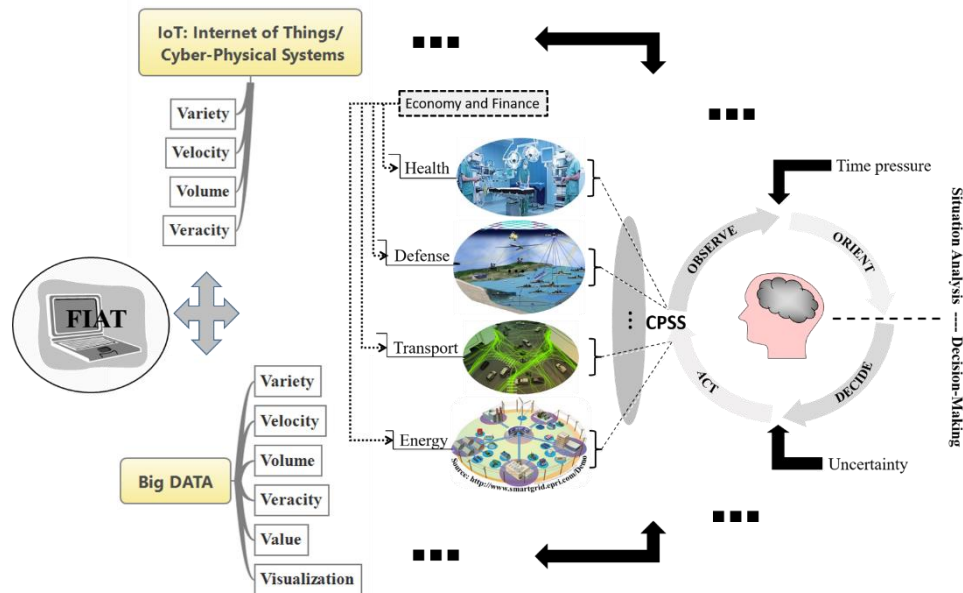 IoT: Internet of Things/
Cyber-Physical Systems
Variety
Velocity
Volume
Veracity
FIAT
Big DATA
Variety
Velocity
Volume
Veracity
Value
Visualization
Economy and Finance
Health
Defense
Transport
Energy
Source: http://www.smartgrid.epri.com/Demo
CPSS
OBSERVE
ORIENT
DECIDE
ACT
Time pressure
Uncertainty
Situation Analysis ---- Decision-Making